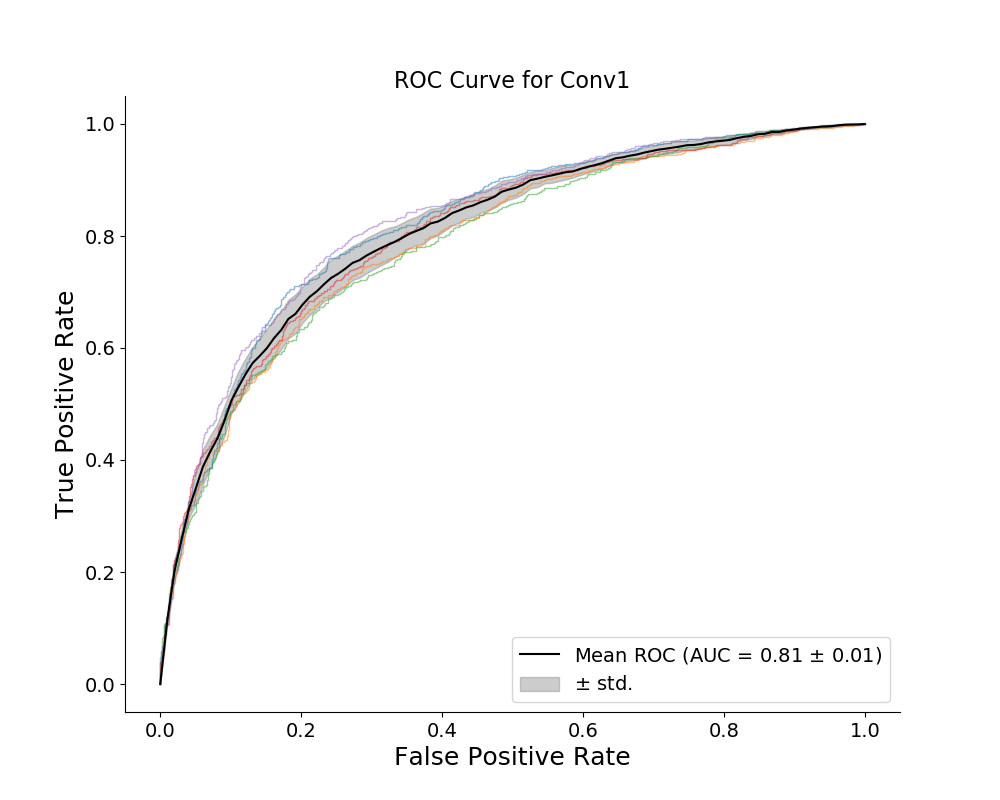 ROC Curve for Conv1
True Positive Rate
1.0
0.8
0.6
0.4
0.2
0.0
Mean ROC (AUC = 0.81 ± 0.01)
± std.
0.0 0.2 0.4 0.6 0.8 1.0
False Positive Rate